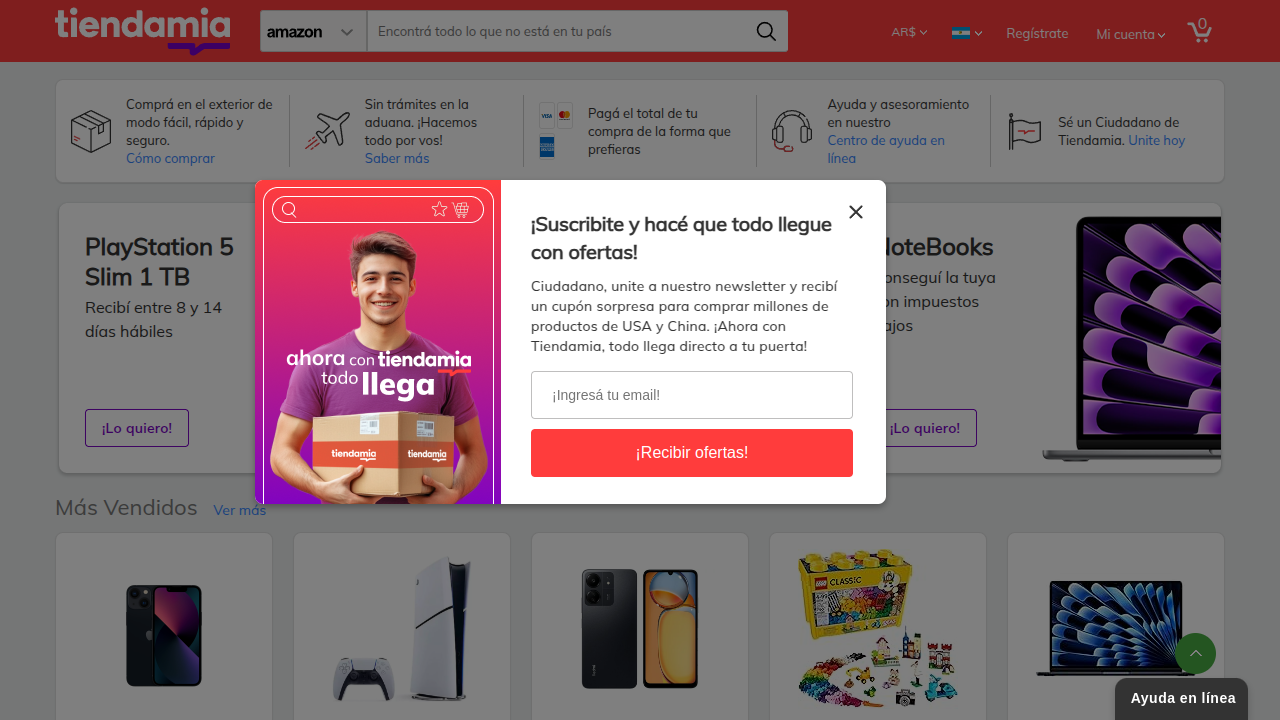 tiendamia
amazon
Encontrá todo lo que no está en tu país
AR$
Regístrate
Mi cuenta
0
Comprá en el exterior de
modo fácil, rápido y
seguro.
Cómo comprar
Sin trámites en la
aduana. ¡Hacemos
todo por vos!
Saber más
VISA
Pagá el total de tu
compra de la forma que
prefieras
Ayuda y asesoramiento
en nuestro
Centro de ayuda en
línea
Sé un Ciudadano de
Tiendamia. Unite hoy
PlayStation 5
Slim 1 TB
Recibí entre 8 y 14
días hábiles
¡Lo quiero!
ahora con tiendamia
todo llega
tiendamia
tiendamia
¡Suscribite y hacé que todo llegue
con ofertas!
Ciudadano, unite a nuestro newsletter y recibí
un cupón sorpresa para comprar millones de
productos de USA y China. ¡Ahora con
Tiendamia, todo llega directo a tu puerta!
¡Ingresá tu email!
¡Recibir ofertas!
NoteBooks
onseguí la tuya
on impuestos
ajos
¡Lo quiero!
Más Vendidos
Ver más
LEGO
CLASSIC
Ayuda en línea